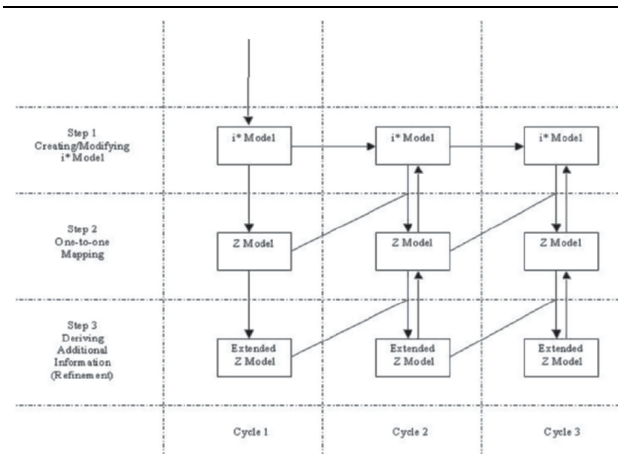 Step 1
Creating/Modifying
i* Model
i* Model
i* Model
i* Model
Step 2
One-to-one
Mapping
Z Model
Z Model
Z Model
Step 3
Deriving
Additional
Information
(Refinement)
Extended
Z Model
Extended
Z Model
Extended
Z Model
Cycle 1
Cycle 2
Cycle 3